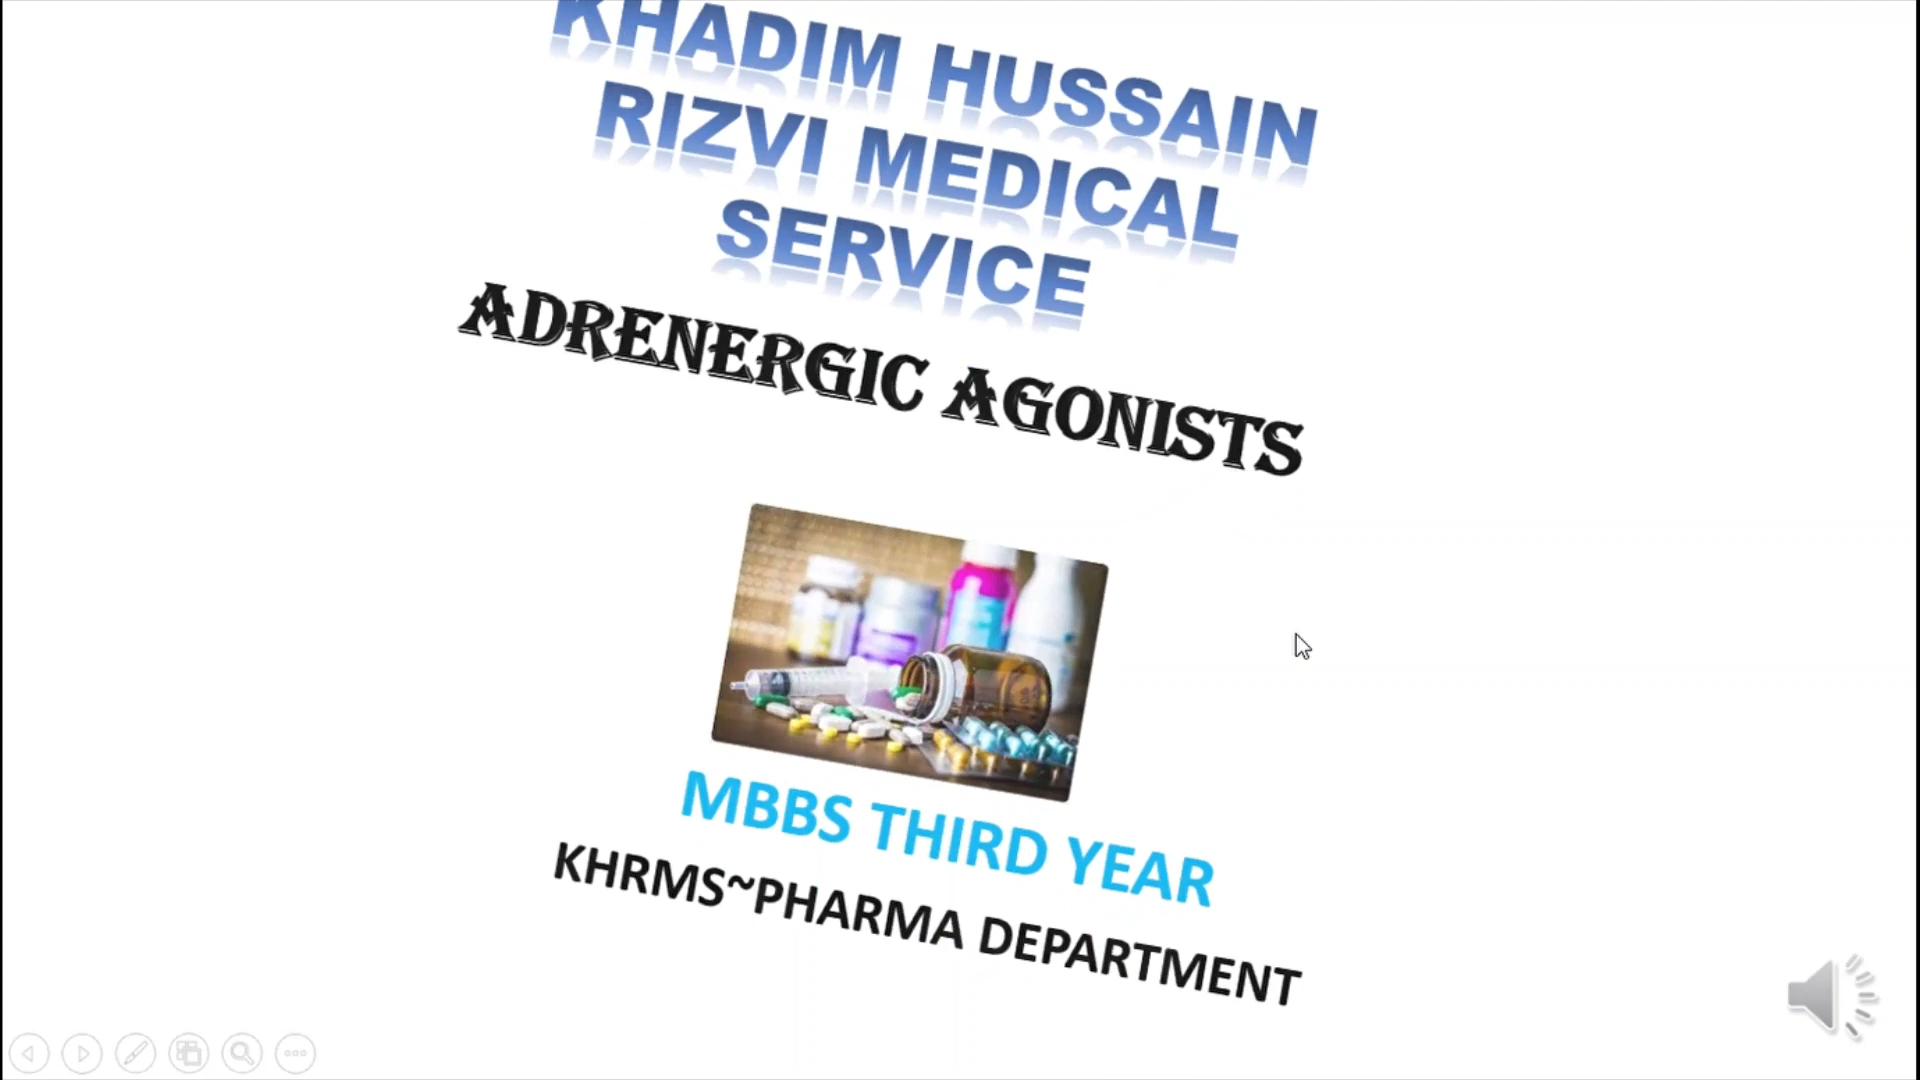 KHADIM HUSSAIN
RIZVI MEDICAL
SERVICE
ADRENERGIC AGONISTS
MBBS THIRD YEAR
KHRMS~PHARMA DEPARTMENT